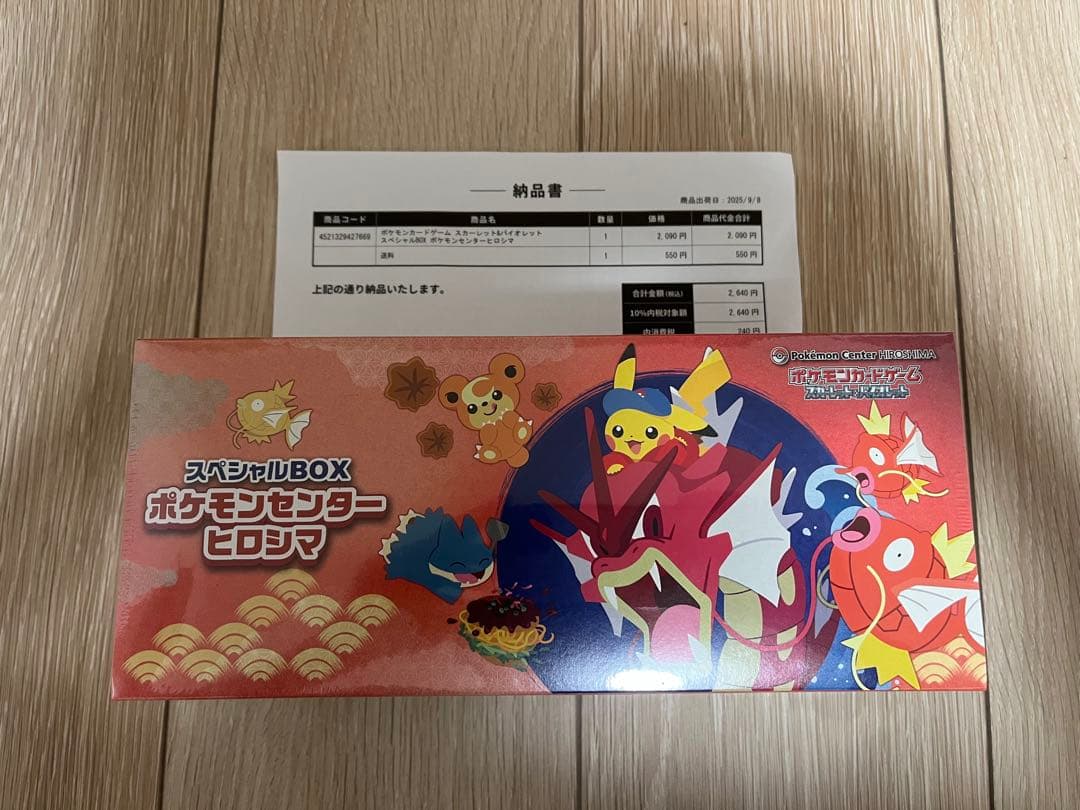 納品書
商品出荷日：2025/9/8
商品コード 商品名 数量 価格 商品代金合計
4521329427669 ポケモンカードゲーム スカーレット&バイオレット 1 2,090 円 2,090 円
スペシャルBOX ポケモンセンターヒロシマ
送料 1 550 円 550 円
上記の通り納品いたします。
合計金額(税込) 2,640 円
10%内税対象額 2,640 円
内消費税 240 円
Pokémon Center HIROSHIMA
ポケモンカードゲーム
スカーレット&バイオレット
スペシャルBOX
ポケモンセンター
ヒロシマ